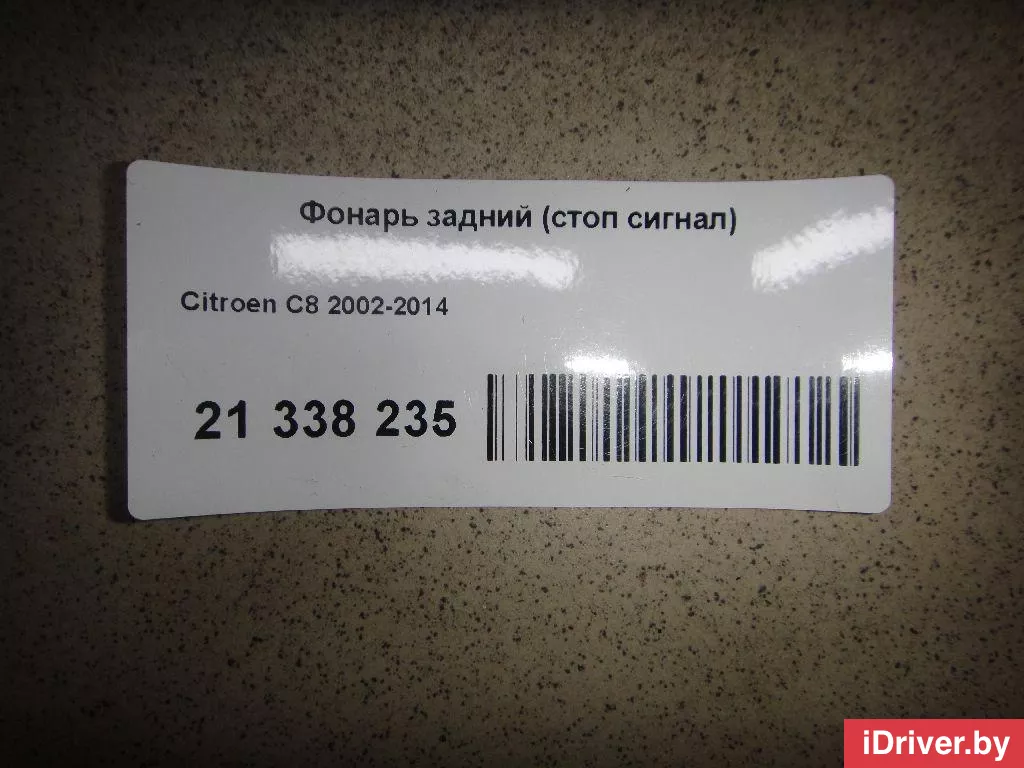 Фонарь задний (стоп сигнал)
Citroen C8 2002-2014
21 338 235
iDriver.by